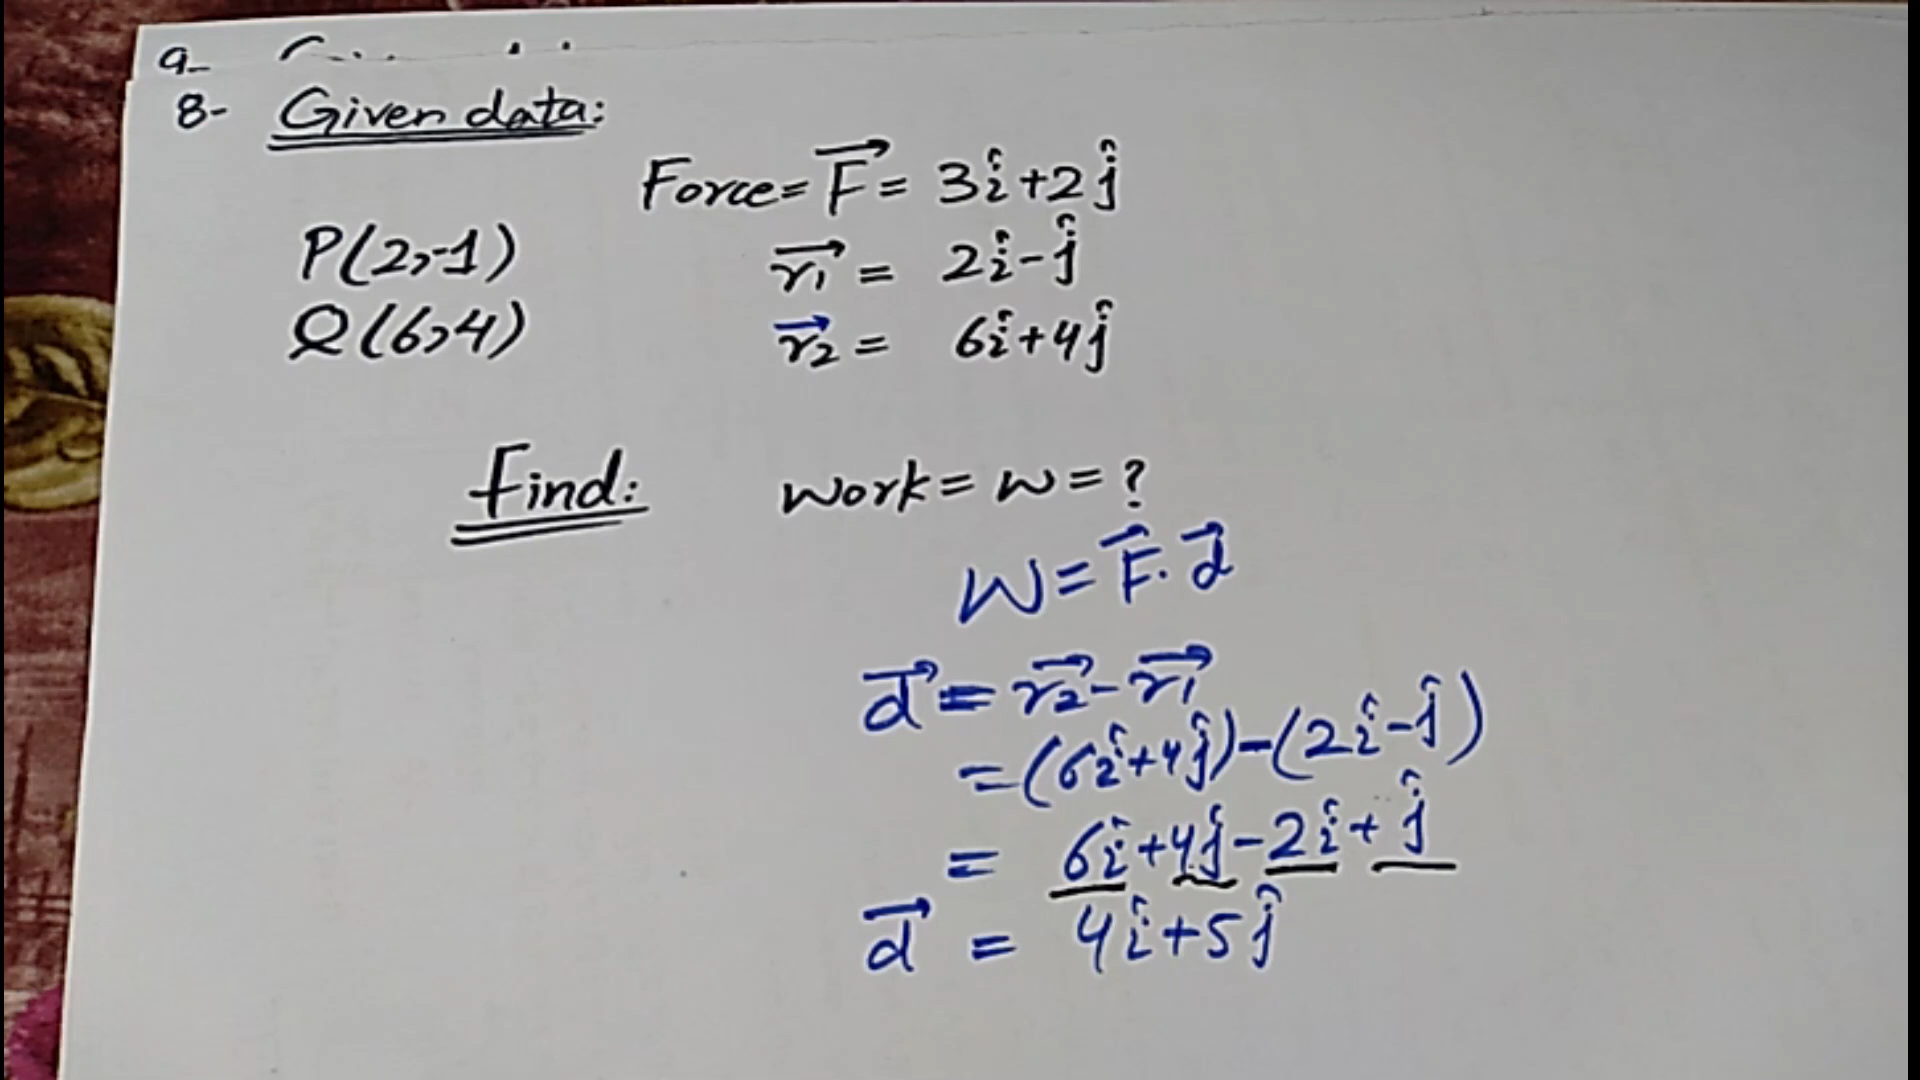 9-
8- Given data:
Force = F⃗ = 3î+2ĵ
P(2,-1) r⃗1 = 2î-ĵ
Q(6,4) r⃗2 = 6î+4ĵ
Find: Work = W = ?
W = F⃗.d⃗
d⃗ = r⃗2 - r⃗1
=(6î+4ĵ)-(2î-ĵ)
= 6î+4ĵ-2î+ĵ
d⃗ = 4î+5ĵ